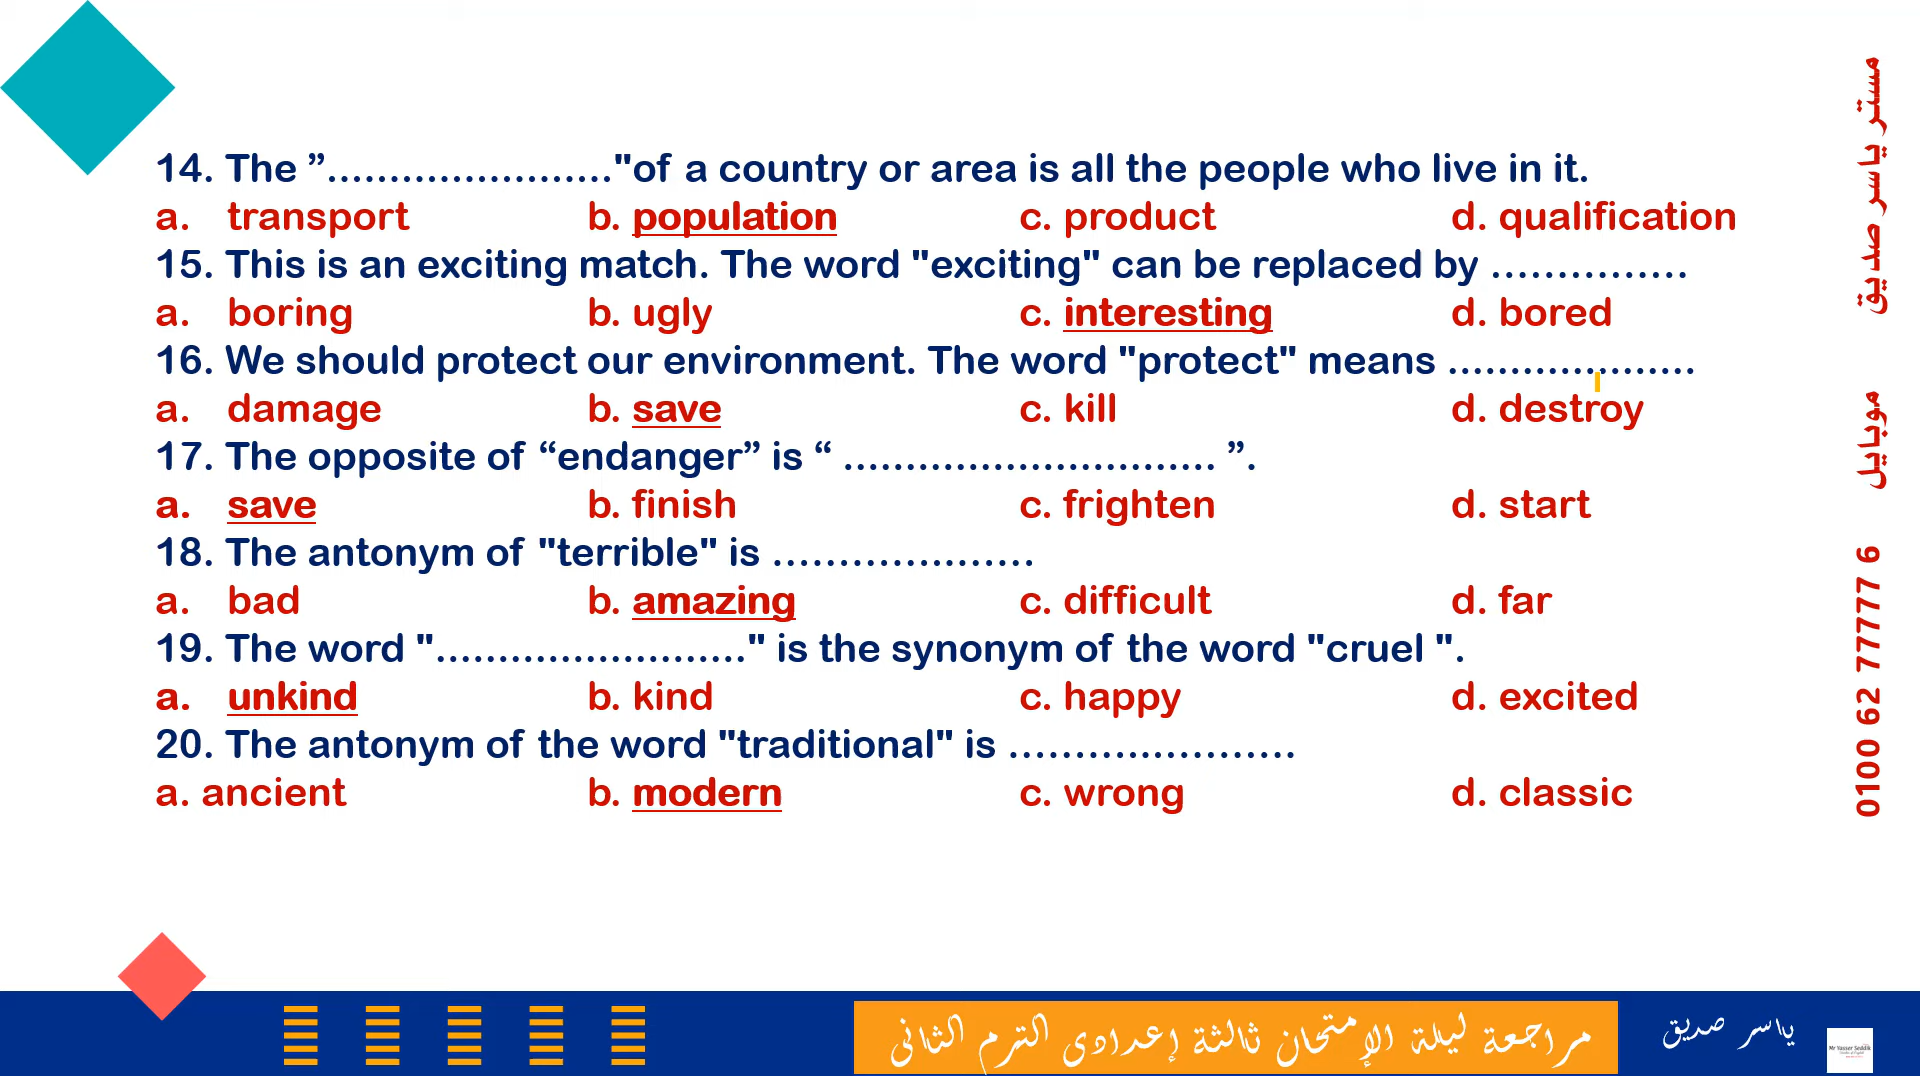 14. The ”......................."of a country or area is all the people who live in it.
a. transport b. population c. product d. qualification
15. This is an exciting match. The word "exciting" can be replaced by ……………
a. boring b. ugly c. interesting d. bored
16. We should protect our environment. The word "protect" means ....................
a. damage b. save c. kill d. destroy
17. The opposite of “endanger” is “ .............................. ”.
a. save b. finish c. frighten d. start
18. The antonym of "terrible" is ………………..
a. bad b. amazing c. difficult d. far
19. The word "........................." is the synonym of the word "cruel ".
a. unkind b. kind c. happy d. excited
20. The antonym of the word "traditional" is ………………….
a. ancient b. modern c. wrong d. classic
مستر ياسر صديق موبايل 0100 62 77777 6
مراجعة ليلة الإمتحان ثالثة إعدادى الترم الثانى
ياسر صديق
Mr Yasser Seddik